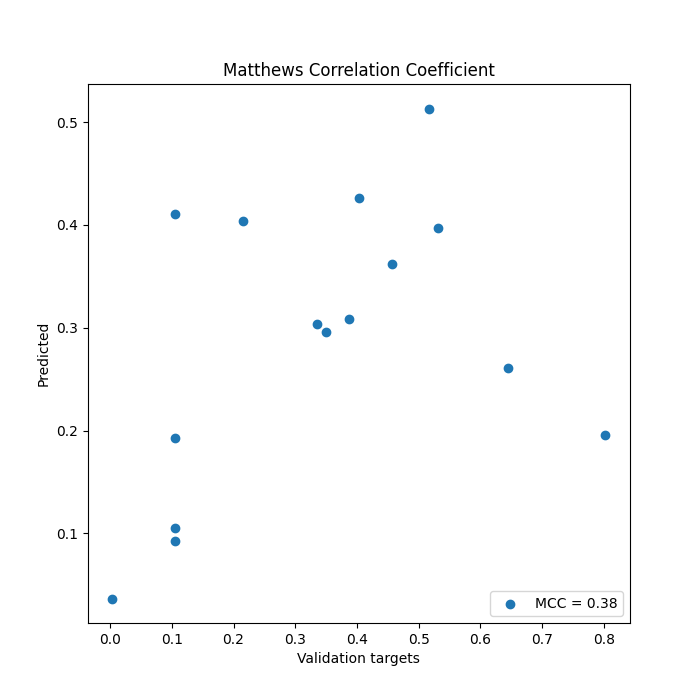 Matthews Correlation Coefficient
0.5
0.4
0.3
0.2
0.1
Predicted
MCC = 0.38
0.0 0.1 0.2 0.3 0.4 0.5 0.6 0.7 0.8
Validation targets